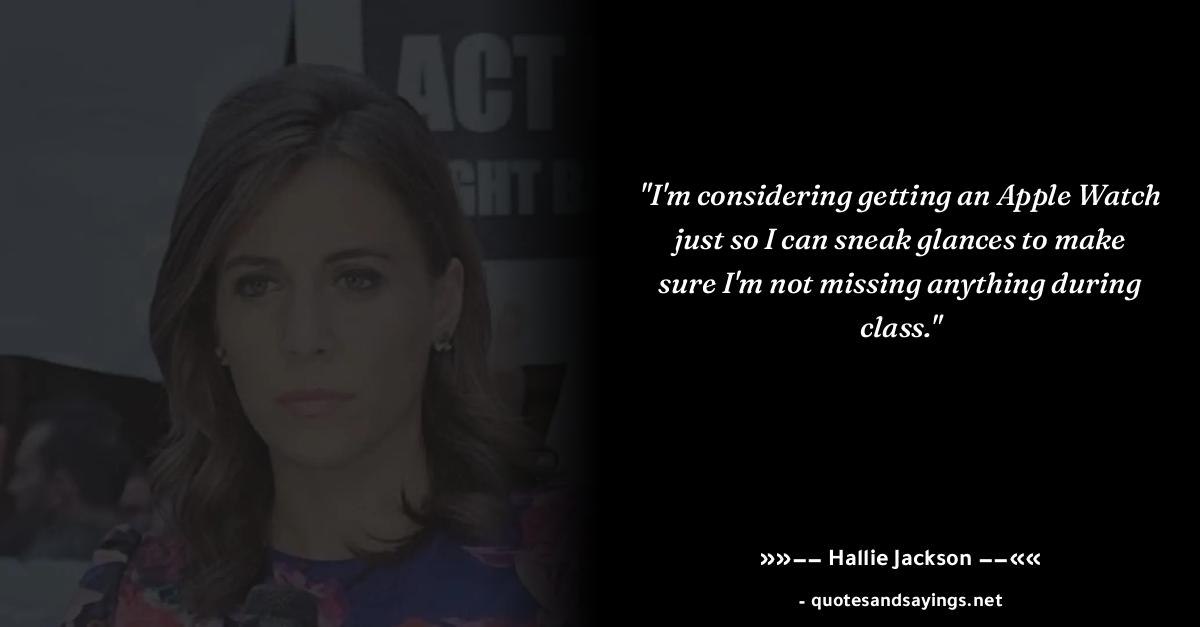 ACT
GHT B
"I'm considering getting an Apple Watch
just so I can sneak glances to make
sure I'm not missing anything during
class."
»»–– Hallie Jackson ––««
- quotesandsayings.net